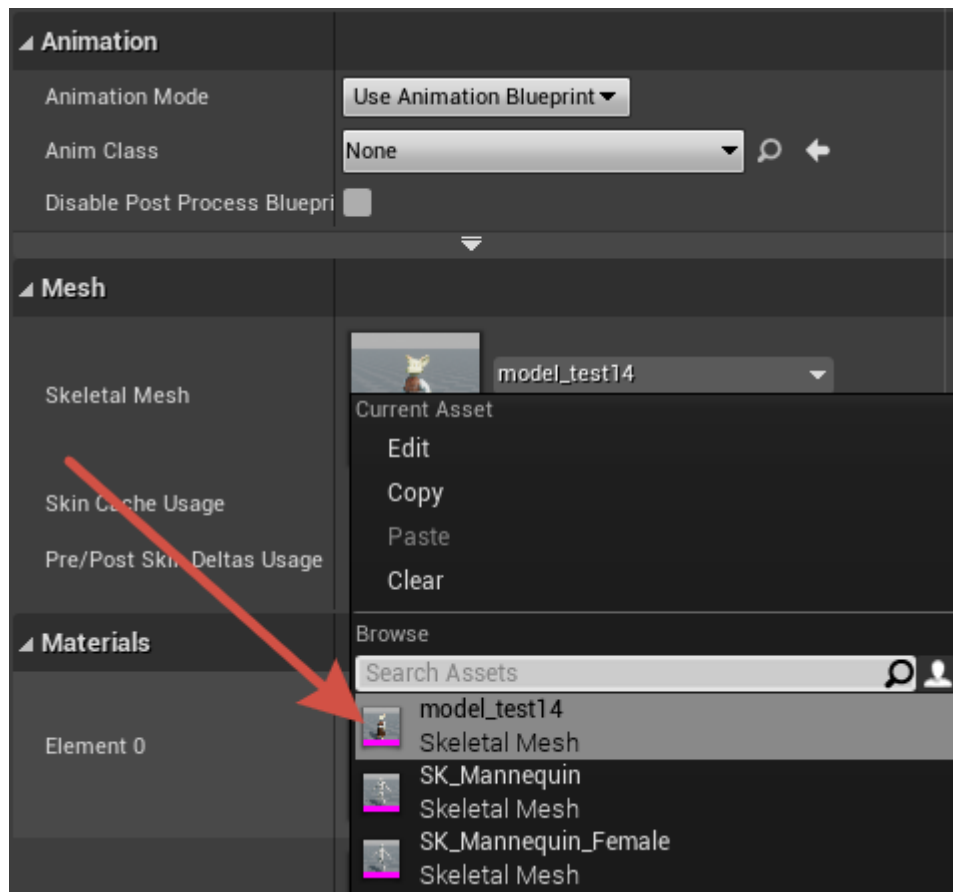 Animation
Animation Mode
Use Animation Blueprint
Anim Class
None
Disable Post Process Bluepri
Mesh
Skeletal Mesh
model_test14
Current Asset
Edit
Copy
Paste
Clear
Skin Cache Usage
Pre/Post Skin Deltas Usage
Materials
Element 0
Browse
Search Assets
model_test14
Skeletal Mesh
SK_Mannequin
Skeletal Mesh
SK_Mannequin_Female
Skeletal Mesh